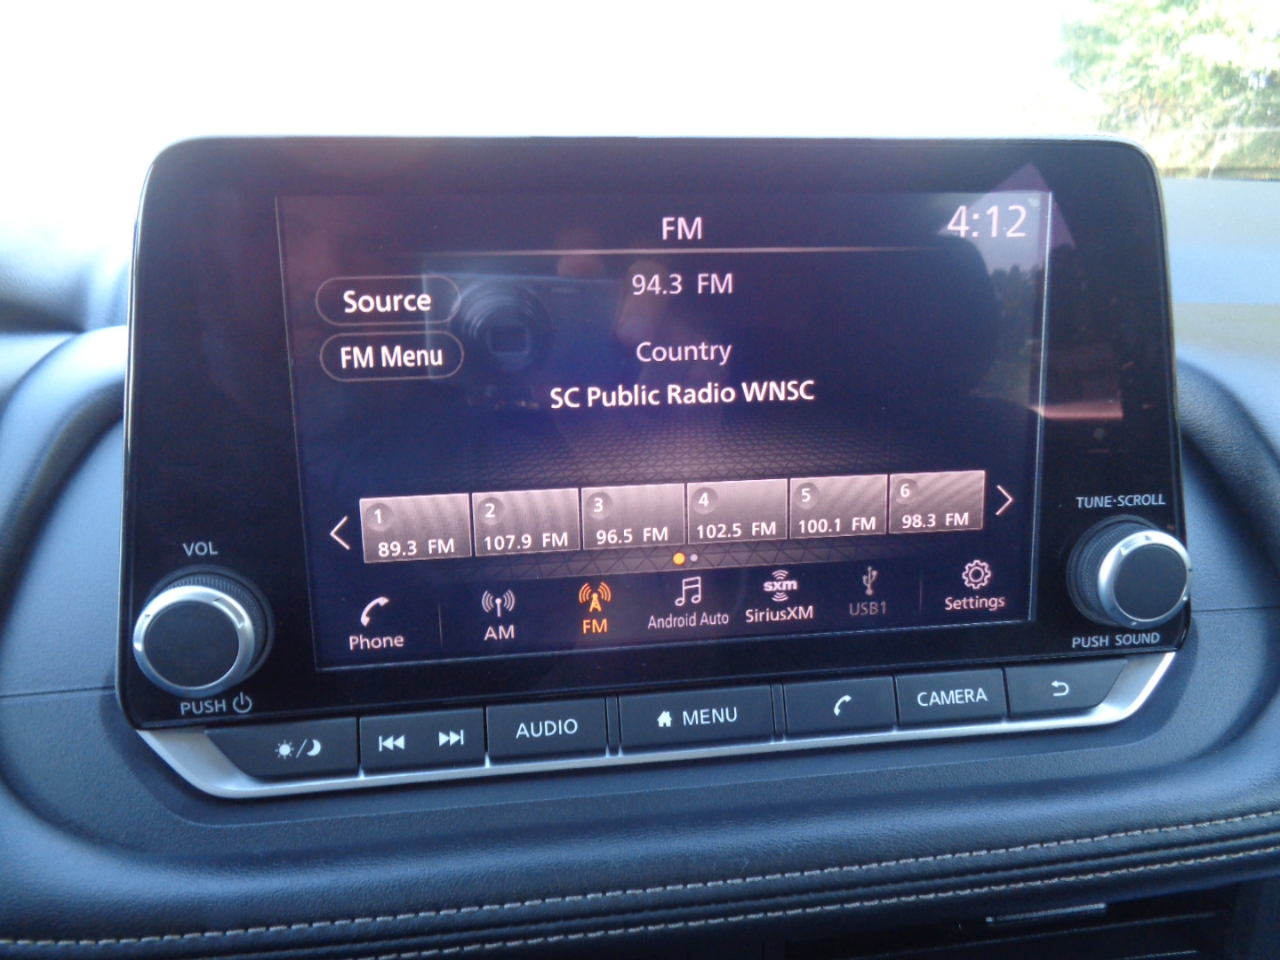 FM
4:12
Source
94.3 FM
FM Menu
Country
SC Public Radio WNSC
1
89.3 FM
2
107.9 FM
3
96.5 FM
4
102.5 FM
5
100.1 FM
6
98.3 FM
Phone
AM
FM
Android Auto
sxm
SiriusXM
USB1
Settings
VOL
PUSH
TUNE·SCROLL
PUSH SOUND
AUDIO
MENU
CAMERA